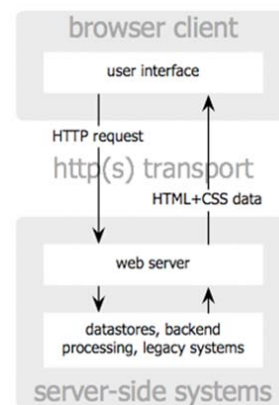 browser client
user interface
HTTP request
http(s) transport
HTML+CSS data
web server
datastores, backend
processing, legacy systems
server-side systems